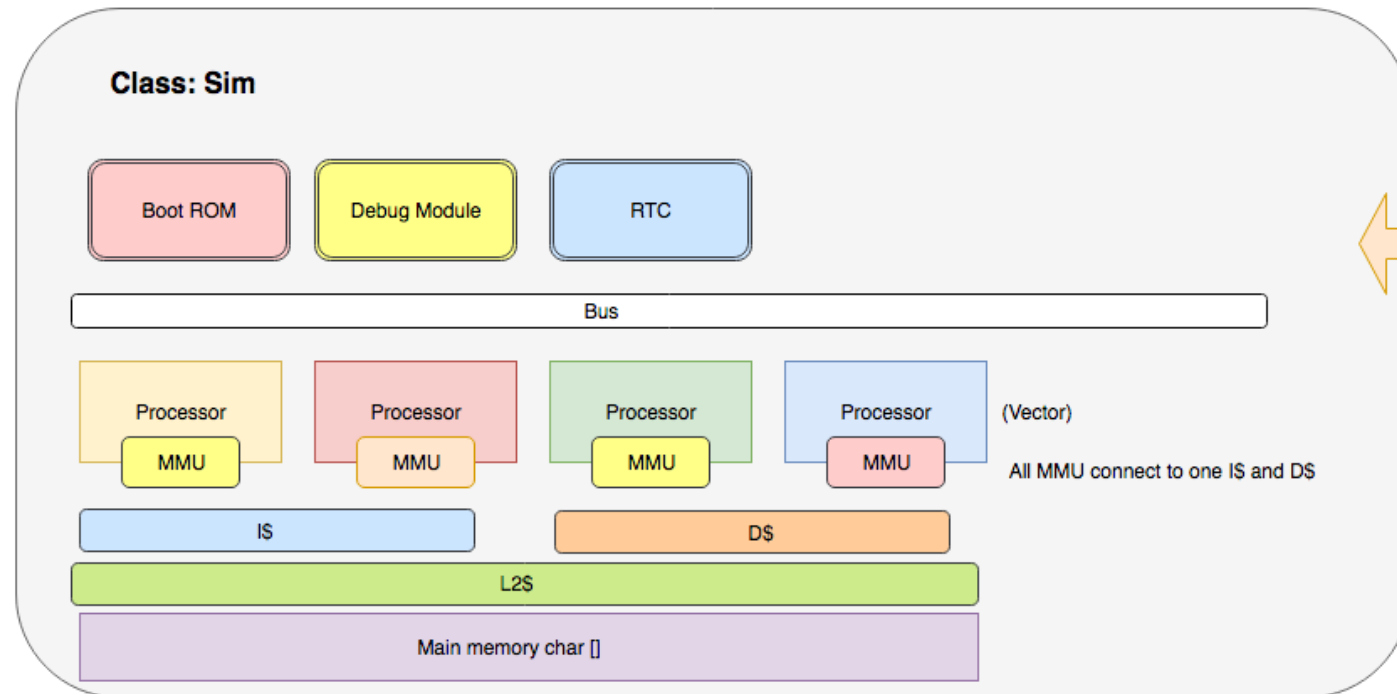 Class: Sim
Boot ROM
Debug Module
RTC
Bus
Processor
Processor
Processor
Processor
(Vector)
MMU
MMU
MMU
MMU
All MMU connect to one I$ and D$
I$
D$
L2$
Main memory char []